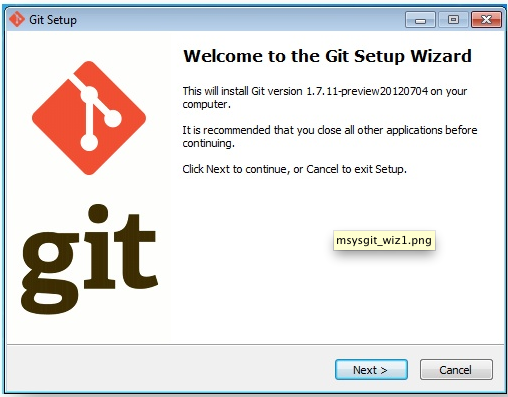 Git Setup
Welcome to the Git Setup Wizard
This will install Git version 1.7.11-preview20120704 on your
computer.
It is recommended that you close all other applications before
continuing.
Click Next to continue, or Cancel to exit Setup.
git
msysgit_wiz1.png
Next >
Cancel